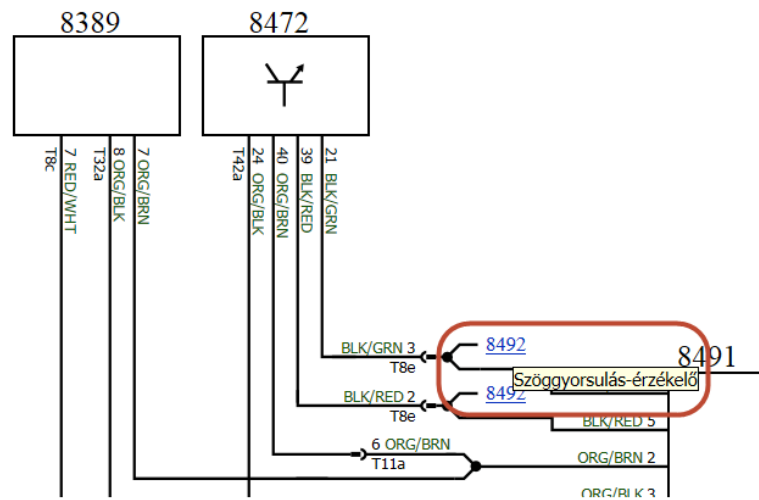 8389
8472
T8c
7 RED/WHT
T32a
8 ORG/BLK
7 ORG/BRN
T42a
24 ORG/BLK
40 ORG/BRN
39 BLK/RED
21 BLK/GRN
BLK/GRN 3
T8e
8492
8491
Szöggyorsulás-érzékelő
BLK/RED 2
T8e
8492
BLK/RED 5
6 ORG/BRN
T11a
ORG/BRN 2
ORG/BLK 3